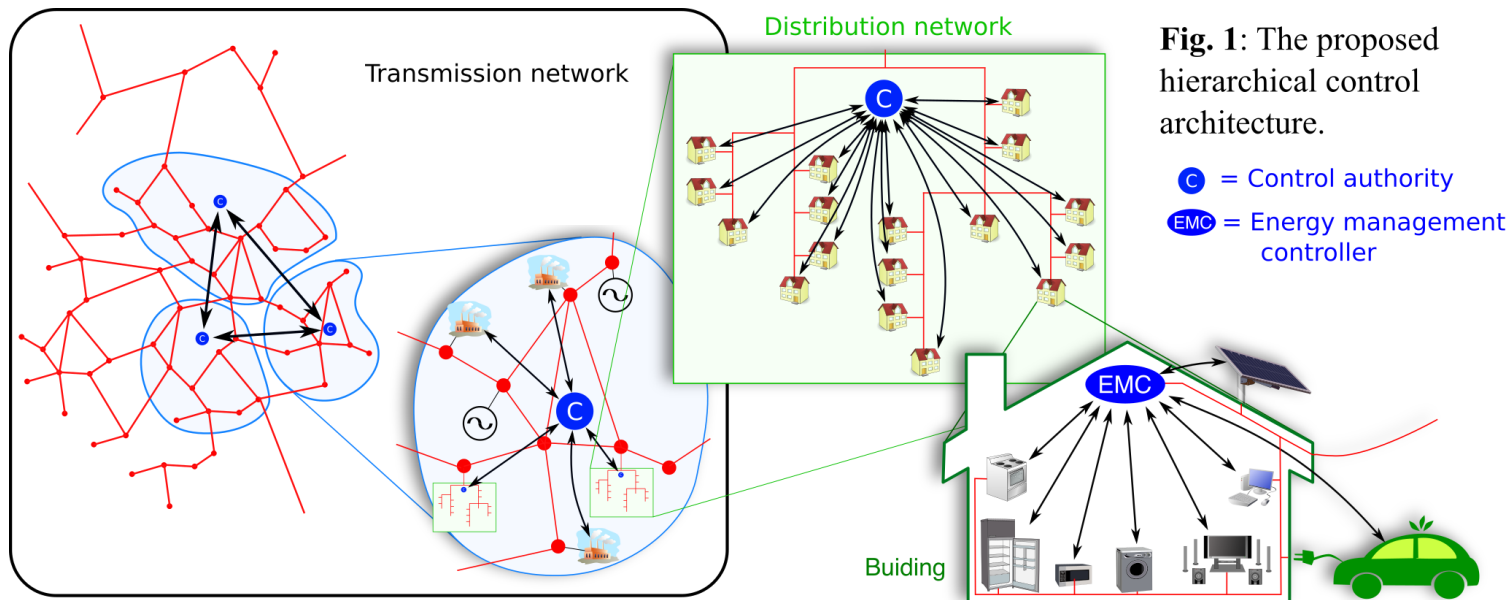 Distribution network
Transmission network
Fig. 1: The proposed
hierarchical control
architecture.
C = Control authority
EMC = Energy management
controller
C
C
C
C
C
C
C
C
EMC
Buiding